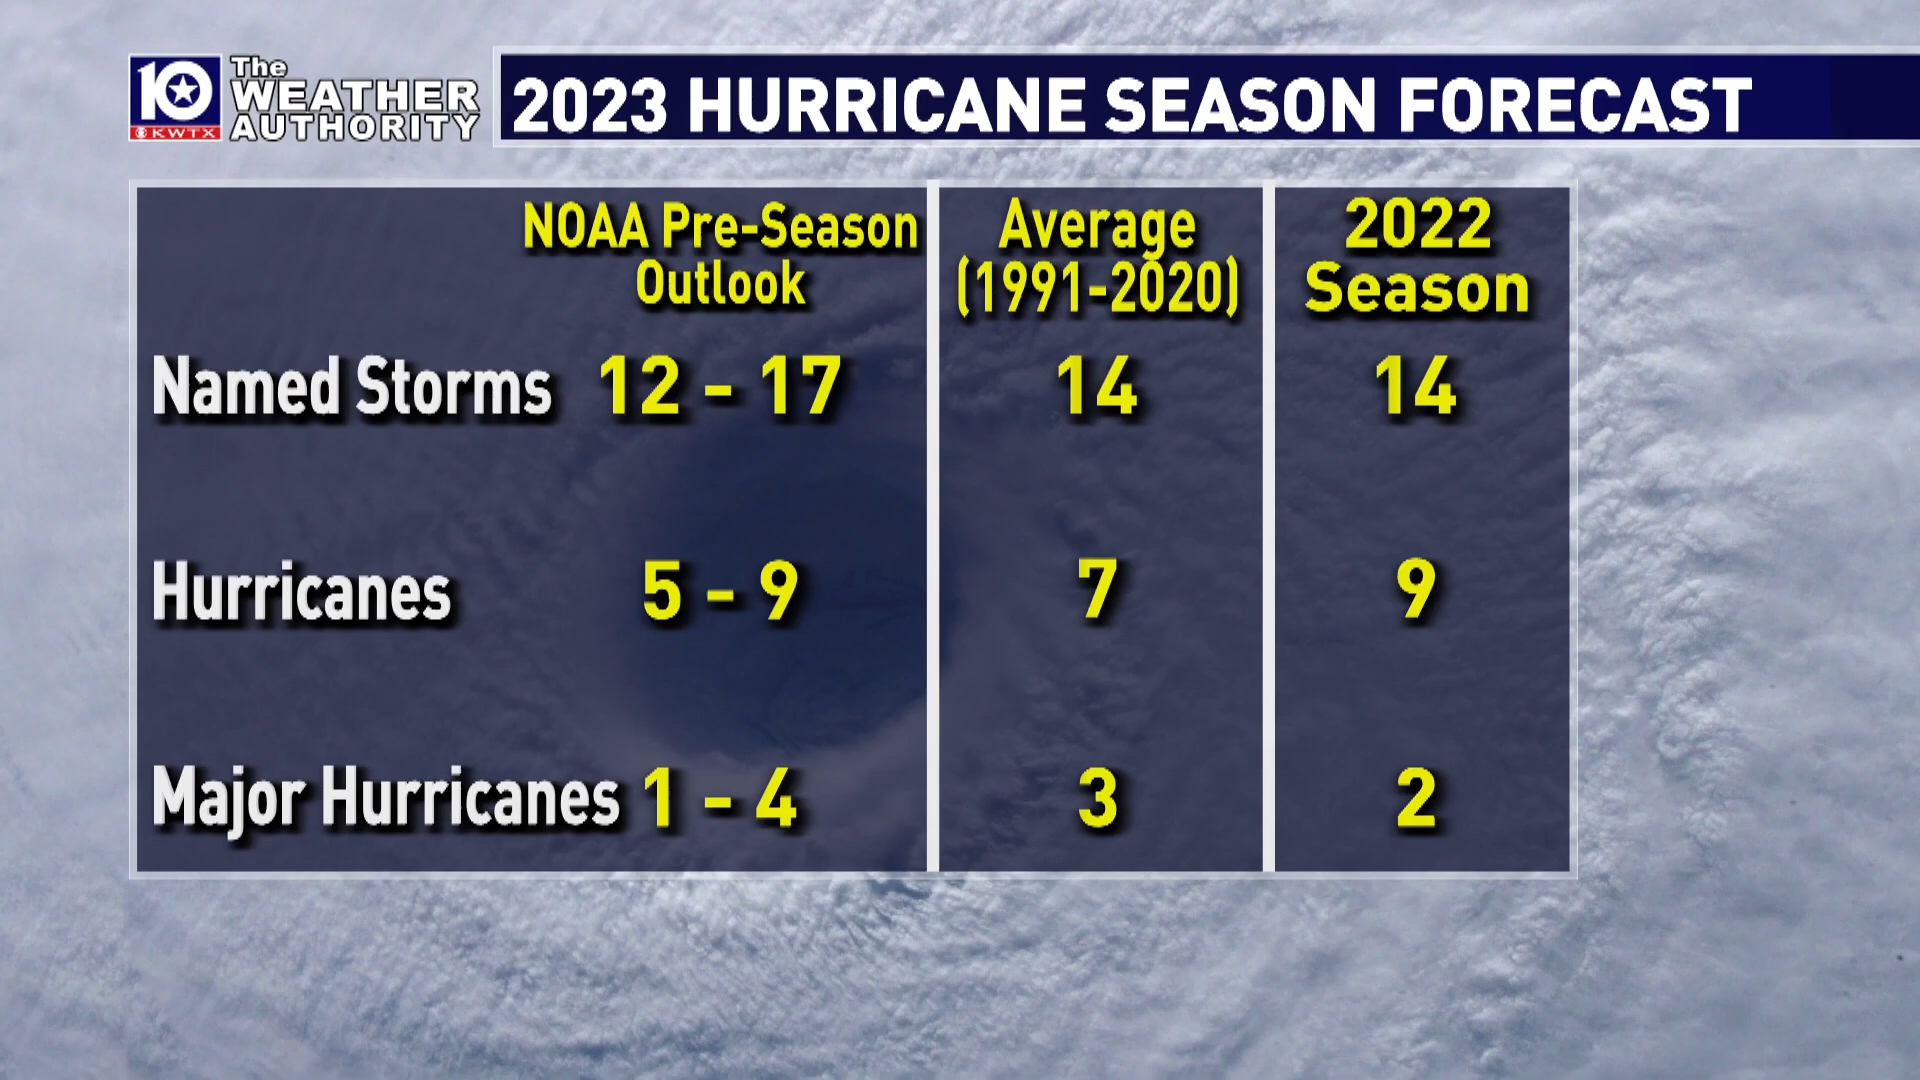 10
KWTX
The
WEATHER
AUTHORITY
2023 HURRICANE SEASON FORECAST
NOAA Pre-Season
Outlook
Average
(1991-2020)
2022
Season
Named Storms 12 - 17 14 14
Hurricanes 5 - 9 7 9
Major Hurricanes 1 - 4 3 2